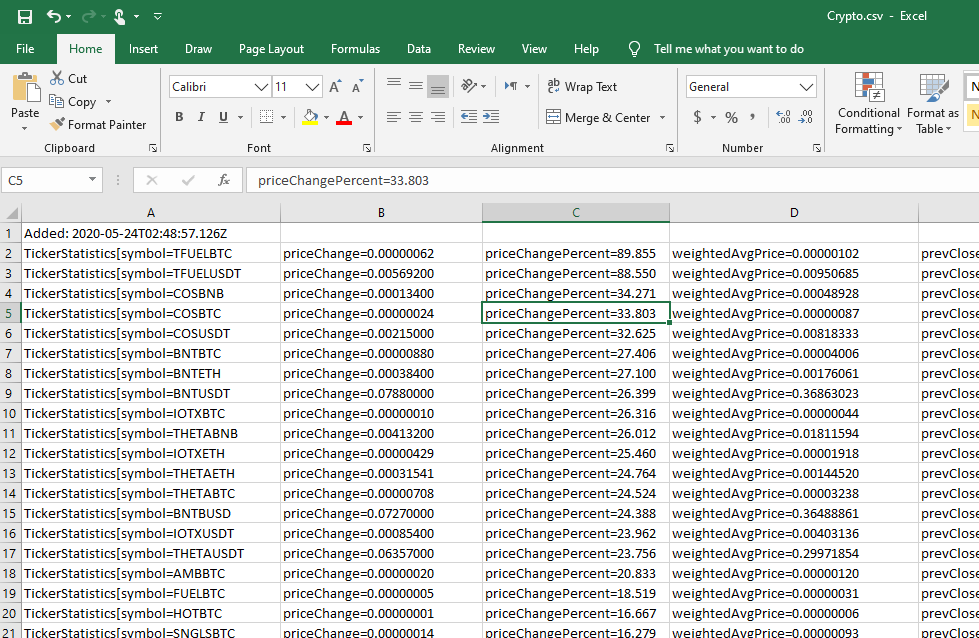 Crypto.csv - Excel
File Home Insert Draw Page Layout Formulas Data Review View Help Tell me what you want to do
Paste
Cut
Copy
Format Painter
Clipboard
Calibri 11 A A
B I U A
Font
Wrap Text
Merge & Center
Alignment
General
$ % ,
Number
Conditional Formatting
Format as Table
C5 fx priceChangePercent=33.803
A B C D
1 Added: 2020-05-24T02:48:57.126Z
2 TickerStatistics[symbol=TFUELBTC priceChange=0.00000062 priceChangePercent=89.855 weightedAvgPrice=0.00000102 prevClose
3 TickerStatistics[symbol=TFUELUSDT priceChange=0.00569200 priceChangePercent=88.550 weightedAvgPrice=0.00950685 prevClose
4 TickerStatistics[symbol=COSBNB priceChange=0.00013400 priceChangePercent=34.271 weightedAvgPrice=0.00048928 prevClose
5 TickerStatistics[symbol=COSBTC priceChange=0.00000024 priceChangePercent=33.803 weightedAvgPrice=0.00000087 prevClose
6 TickerStatistics[symbol=COSUSDT priceChange=0.00215000 priceChangePercent=32.625 weightedAvgPrice=0.00818333 prevClose
7 TickerStatistics[symbol=BNTBTC priceChange=0.00000880 priceChangePercent=27.406 weightedAvgPrice=0.00004006 prevClose
8 TickerStatistics[symbol=BNTETH priceChange=0.00038400 priceChangePercent=27.100 weightedAvgPrice=0.00176061 prevClose
9 TickerStatistics[symbol=BNTUSDT priceChange=0.07880000 priceChangePercent=26.399 weightedAvgPrice=0.36863023 prevClose
10 TickerStatistics[symbol=IOTXBTC priceChange=0.00000010 priceChangePercent=26.316 weightedAvgPrice=0.00000044 prevClose
11 TickerStatistics[symbol=THETABNB priceChange=0.00413200 priceChangePercent=26.012 weightedAvgPrice=0.01811594 prevClose
12 TickerStatistics[symbol=IOTXETH priceChange=0.00000429 priceChangePercent=25.460 weightedAvgPrice=0.00001918 prevClose
13 TickerStatistics[symbol=THETAETH priceChange=0.00031541 priceChangePercent=24.764 weightedAvgPrice=0.00144520 prevClose
14 TickerStatistics[symbol=THETABTC priceChange=0.00000708 priceChangePercent=24.524 weightedAvgPrice=0.00003238 prevClose
15 TickerStatistics[symbol=BNTBUSD priceChange=0.07270000 priceChangePercent=24.388 weightedAvgPrice=0.36488861 prevClose
16 TickerStatistics[symbol=IOTXUSDT priceChange=0.00085400 priceChangePercent=23.962 weightedAvgPrice=0.00403136 prevClose
17 TickerStatistics[symbol=THETAUSDT priceChange=0.06357000 priceChangePercent=23.756 weightedAvgPrice=0.29971854 prevClose
18 TickerStatistics[symbol=AMBBTC priceChange=0.00000020 priceChangePercent=20.833 weightedAvgPrice=0.00000120 prevClose
19 TickerStatistics[symbol=FUELBTC priceChange=0.00000005 priceChangePercent=18.519 weightedAvgPrice=0.00000031 prevClose
20 TickerStatistics[symbol=HOTBTC priceChange=0.00000001 priceChangePercent=16.667 weightedAvgPrice=0.00000006 prevClose
21 TickerStatistics[symbol=SNGLSBTC priceChange=0.00000014 priceChangePercent=16.279 weightedAvgPrice=0.00000093 prevClose